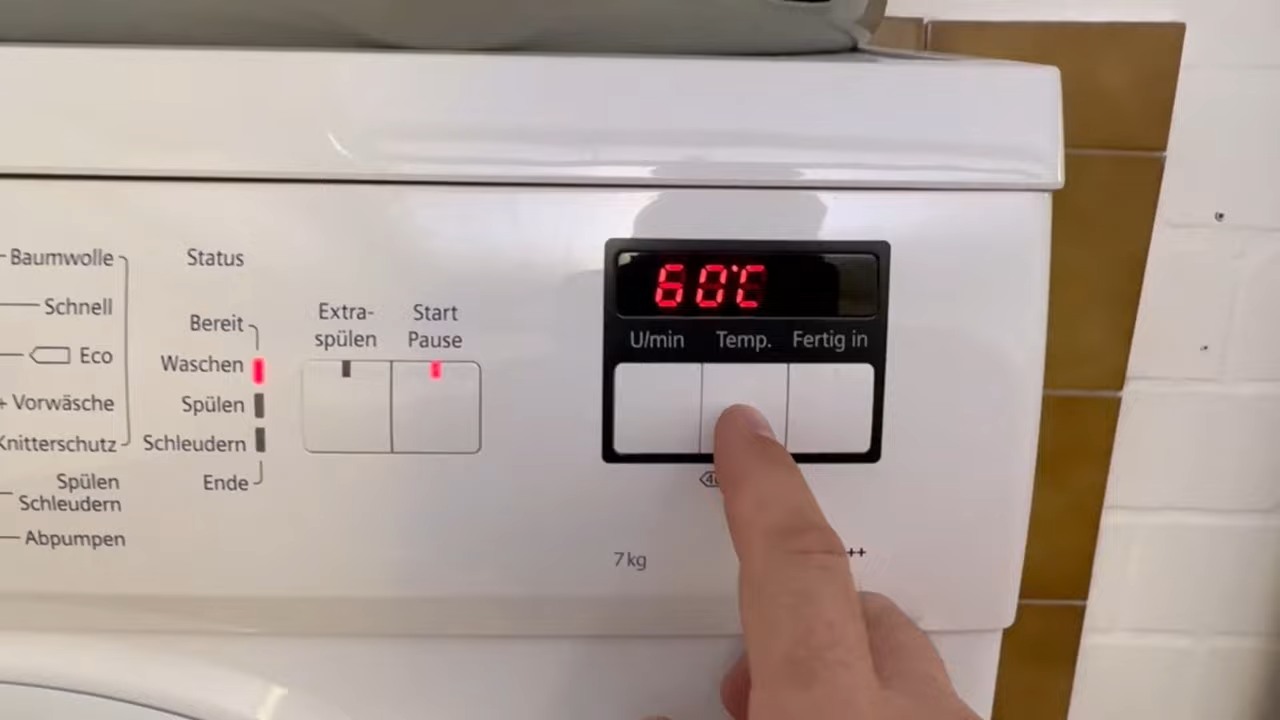 Baumwolle
Schnell
Eco
+ Vorwäsche
Knitterschutz
Spülen
Schleudern
Abpumpen
Status
Bereit
Waschen
Spülen
Schleudern
Ende
Extra-
spülen
Start
Pause
60°C
U/min Temp. Fertig in
7 kg
++